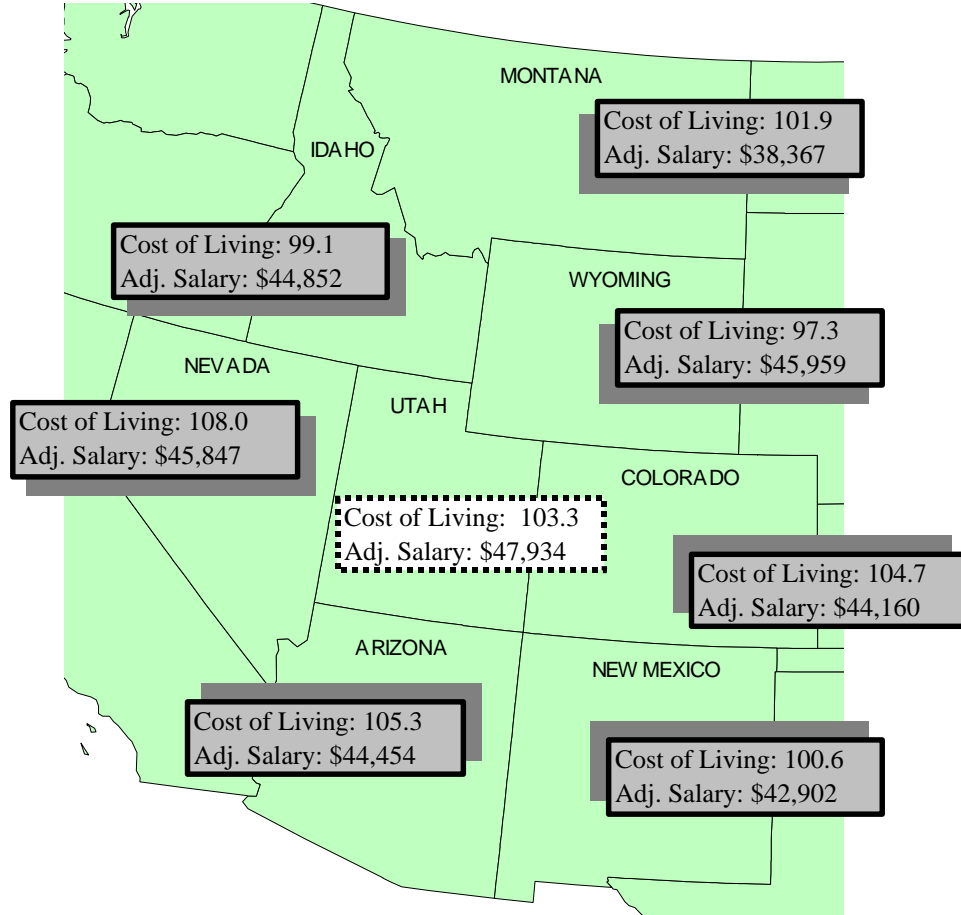 MONTANA
Cost of Living: 101.9
Adj. Salary: $38,367
IDAHO
Cost of Living: 99.1
Adj. Salary: $44,852
WYOMING
Cost of Living: 97.3
Adj. Salary: $45,959
NEVADA
UTAH
Cost of Living: 108.0
Adj. Salary: $45,847
COLORADO
Cost of Living: 103.3
Adj. Salary: $47,934
Cost of Living: 104.7
Adj. Salary: $44,160
ARIZONA
NEW MEXICO
Cost of Living: 105.3
Adj. Salary: $44,454
Cost of Living: 100.6
Adj. Salary: $42,902